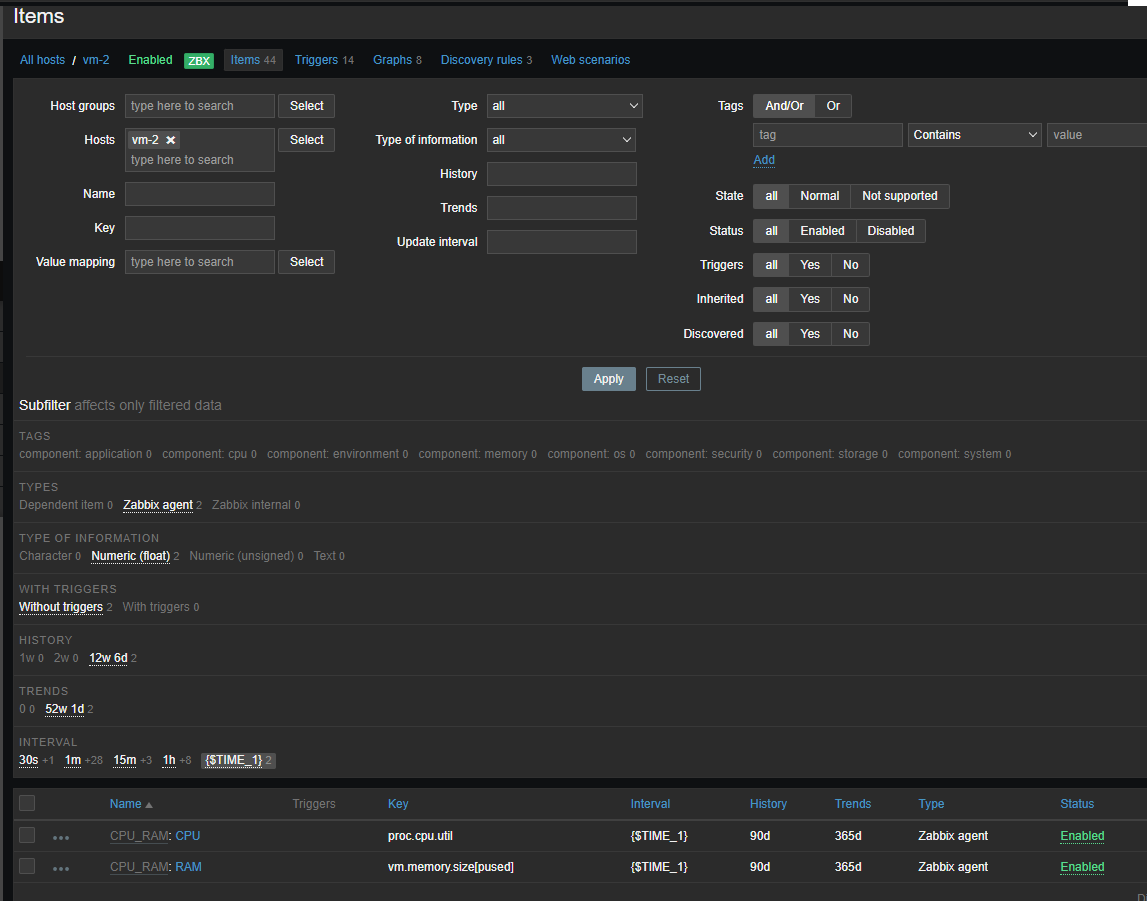 Items
All hosts / vm-2 Enabled ZBX Items 44 Triggers 14 Graphs 8 Discovery rules 3 Web scenarios
Host groups type here to search Select Type all Tags And/Or Or
Hosts vm-2 Select Type of information all tag Contains value
type here to search Add
History
Name Trends State all Normal Not supported
Key Update interval Status all Enabled Disabled
Value mapping type here to search Select Triggers all Yes No
Inherited all Yes No
Discovered all Yes No
Apply Reset
Subfilter affects only filtered data
TAGS
component: application 0 component: cpu 0 component: environment 0 component: memory 0 component: os 0 component: security 0 component: storage 0 component: system 0
TYPES
Dependent item 0 Zabbix agent 2 Zabbix internal 0
TYPE OF INFORMATION
Character 0 Numeric (float) 2 Numeric (unsigned) 0 Text 0
WITH TRIGGERS
Without triggers 2 With triggers 0
HISTORY
1w 0 2w 0 12w 6d 2
TRENDS
0 0 52w 1d 2
INTERVAL
30s +1 1m +28 15m +3 1h +8 {$TIME_1} 2
Name Triggers Key Interval History Trends Type Status
CPU_RAM: CPU proc.cpu.util {$TIME_1} 90d 365d Zabbix agent Enabled
CPU_RAM: RAM vm.memory.size[pused] {$TIME_1} 90d 365d Zabbix agent Enabled